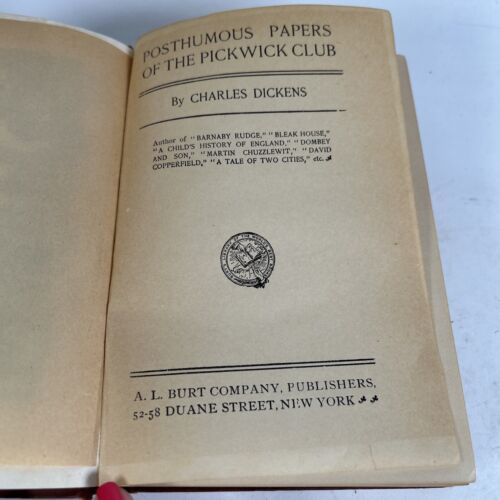 POSTHUMOUS PAPERS
OF THE PICKWICK CLUB
By CHARLES DICKENS
Author of "BARNABY RUDGE," "BLEAK HOUSE,"
"A CHILD'S HISTORY OF ENGLAND," "DOMBEY
AND SON," "MARTIN CHUZZLEWIT," "DAVID
COPPERFIELD," "A TALE OF TWO CITIES," etc.
A. L. BURT COMPANY, PUBLISHERS,
52-58 DUANE STREET, NEW YORK